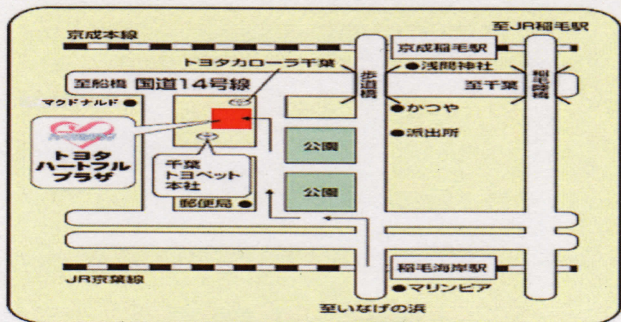 至JR稲毛駅
京成本線
京成稲毛駅
トヨタカローラ千葉
浅間神社
至船橋
国道14号線
歩道橋
至千葉
稲毛陸橋
マクドナルド
かつや
派出所
トヨタ
ハートフル
プラザ
千葉
トヨペット
本社
公園
公園
郵便局
JR京葉線
稲毛海岸駅
マリンピア
至いなげの浜